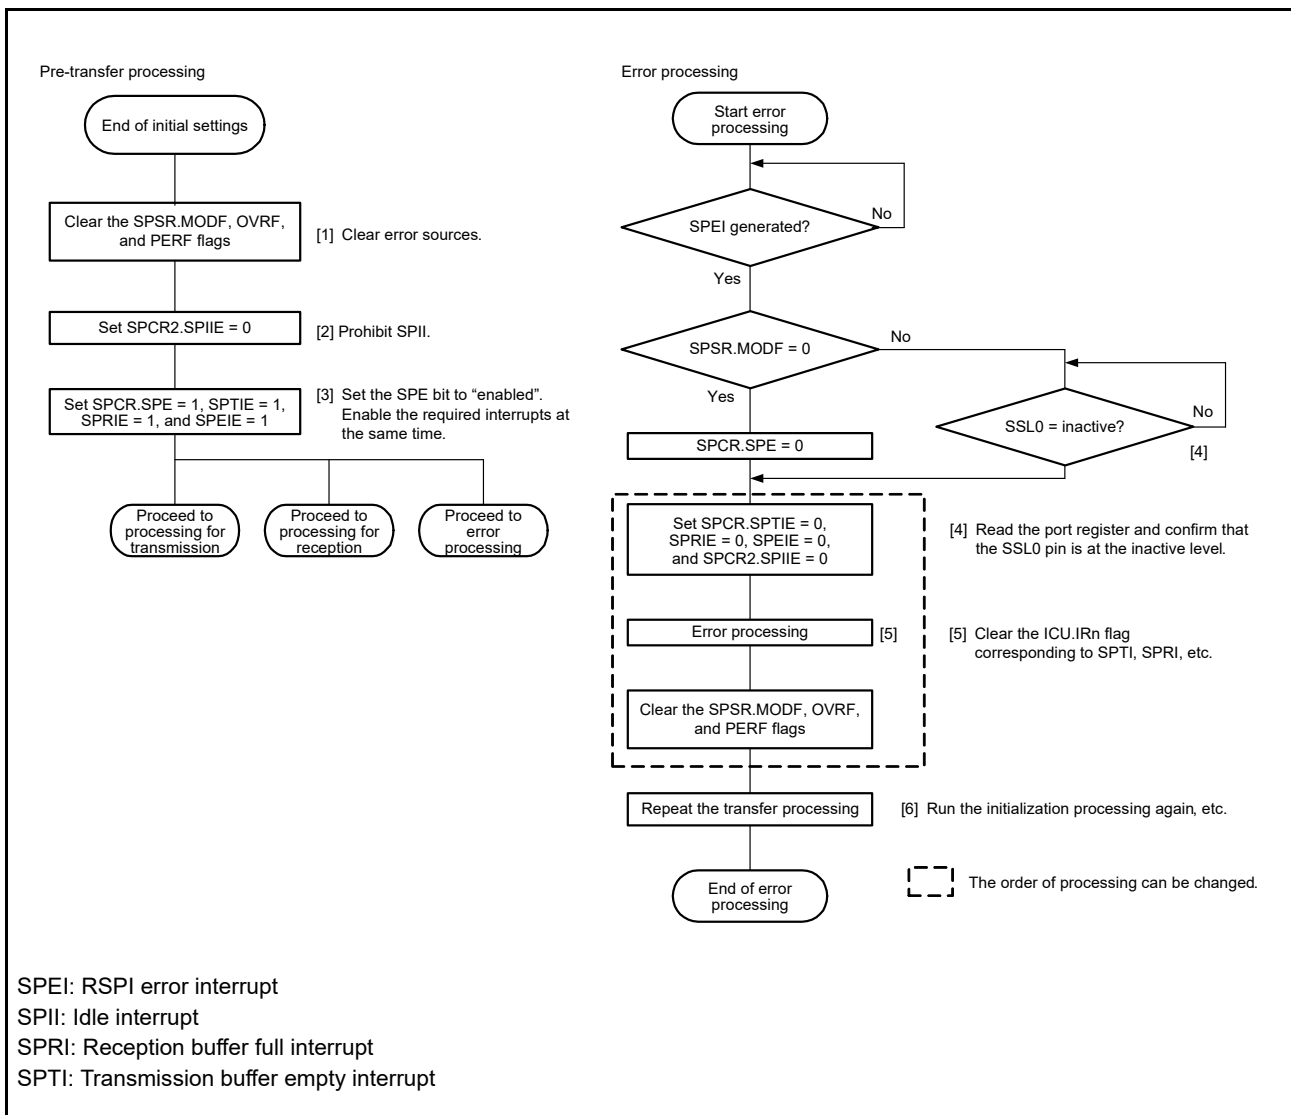 Pre-transfer processing
End of initial settings
Clear the SPSR.MODF, OVRF,
and PERF flags
[1] Clear error sources.
Set SPCR2.SPIIE = 0
[2] Prohibit SPII.
Set SPCR.SPE = 1, SPTIE = 1,
SPRIE = 1, and SPEIE = 1
[3] Set the SPE bit to “enabled”.
Enable the required interrupts at
the same time.
Proceed to
processing for
transmission
Proceed to
processing for
reception
Proceed to
error
processing
Error processing
Start error
processing
SPEI generated?
No
Yes
SPSR.MODF = 0
No
Yes
SSL0 = inactive?
No
[4]
SPCR.SPE = 0
Set SPCR.SPTIE = 0,
SPRIE = 0, SPEIE = 0,
and SPCR2.SPIIE = 0
[4] Read the port register and confirm that
the SSL0 pin is at the inactive level.
Error processing
[5]
[5] Clear the ICU.IRn flag
corresponding to SPTI, SPRI, etc.
Clear the SPSR.MODF, OVRF,
and PERF flags
Repeat the transfer processing
[6] Run the initialization processing again, etc.
End of error
processing
The order of processing can be changed.
SPEI: RSPI error interrupt
SPII: Idle interrupt
SPRI: Reception buffer full interrupt
SPTI: Transmission buffer empty interrupt